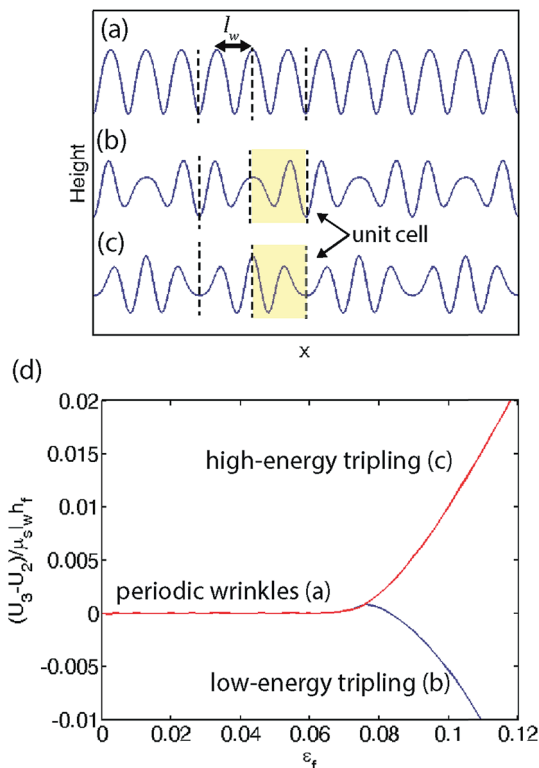 (a)
l_w
(b)
Height
unit cell
(c)
x
(d)
0.02
0.015
high-energy tripling (c)
0.01
(U₃-U₂)/μ_s l_w h_f
0.005
periodic wrinkles (a)
0
-0.005
low-energy tripling (b)
-0.01
0 0.02 0.04 0.06 0.08 0.1 0.12
ε_f